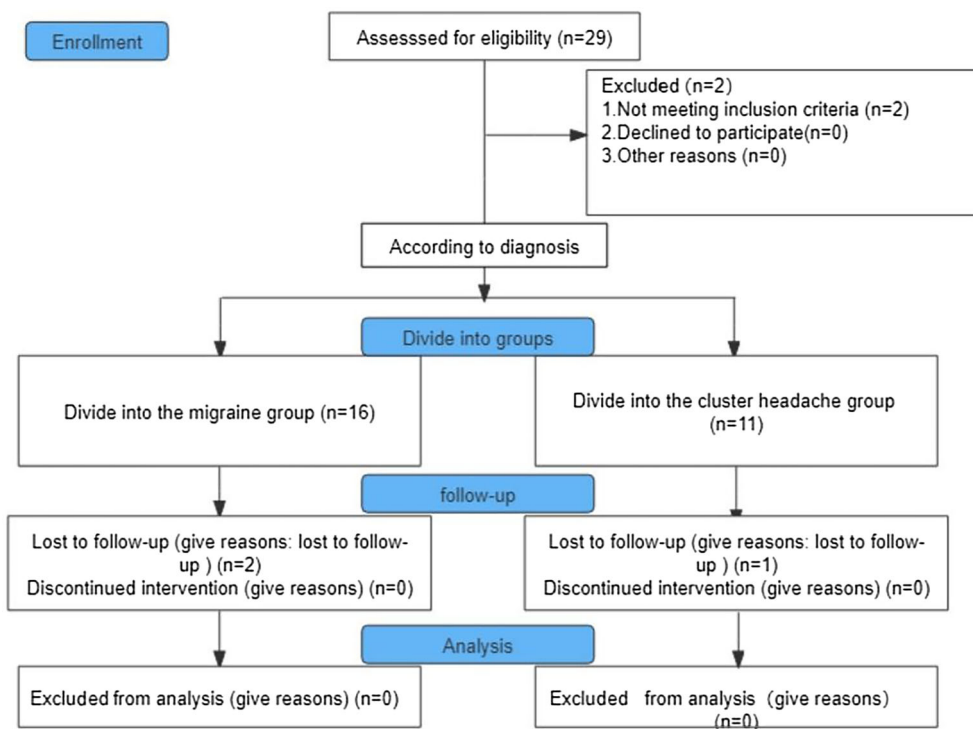 Enrollment
Assesssed for eligibility (n=29)
Excluded (n=2)
1.Not meeting inclusion criteria (n=2)
2.Declined to participate(n=0)
3.Other reasons (n=0)
According to diagnosis
Divide into groups
Divide into the migraine group (n=16)
Divide into the cluster headache group
(n=11)
follow-up
Lost to follow-up (give reasons: lost to follow-
up ) (n=2)
Discontinued intervention (give reasons) (n=0)
Lost to follow-up (give reasons: lost to follow-
up ) (n=1)
Discontinued intervention (give reasons) (n=0)
Analysis
Excluded from analysis (give reasons) (n=0)
Excluded from analysis (give reasons)
(n=0)